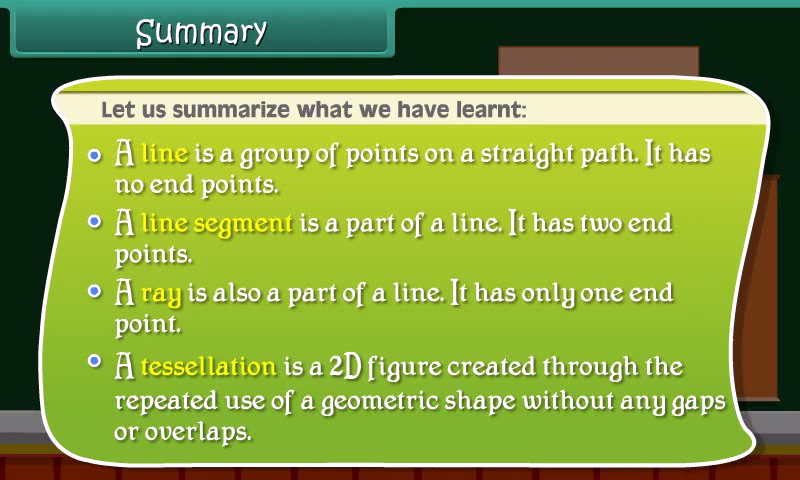 Summary
Let us summarize what we have learnt:
A line is a group of points on a straight path. It has
no end points.
A line segment is a part of a line. It has two end
points.
A ray is also a part of a line. It has only one end
point.
A tessellation is a 2D figure created through the
repeated use of a geometric shape without any gaps
or overlaps.